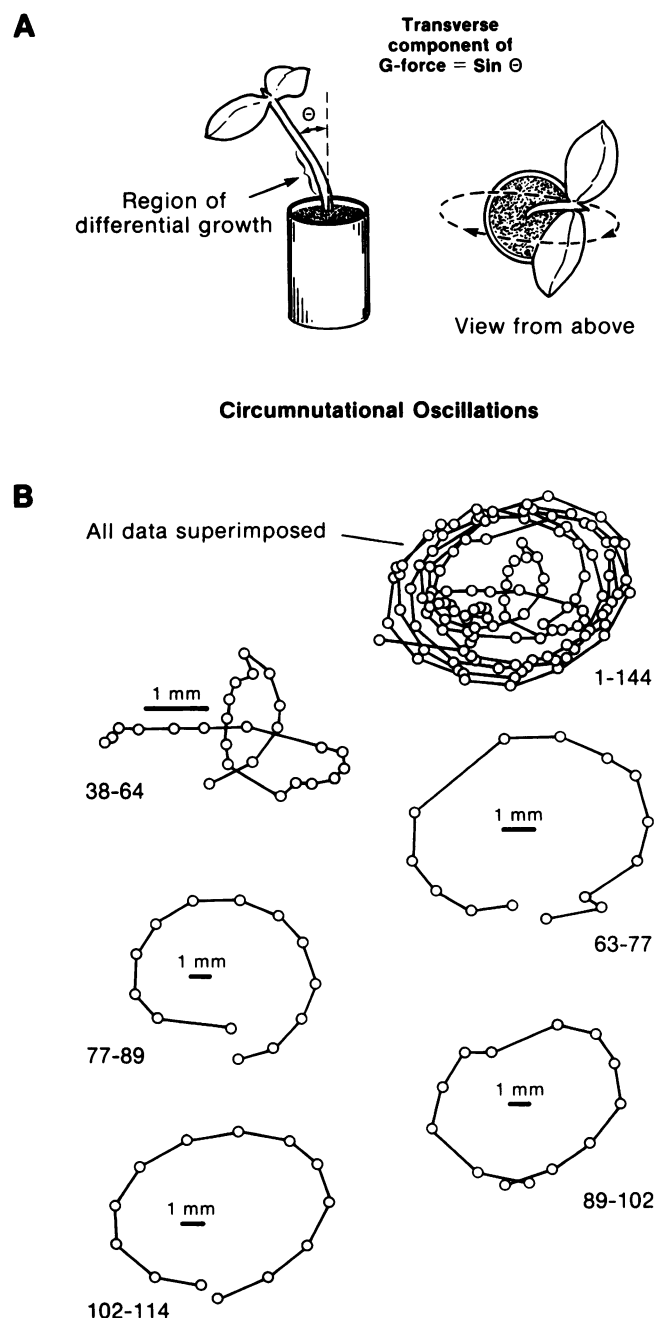 A
Transverse
component of
G-force = Sin Θ
Θ
Region of
differential growth
View from above
Circumnutational Oscillations
B
All data superimposed
1-144
1 mm
38-64
1 mm
63-77
1 mm
77-89
1 mm
89-102
1 mm
102-114